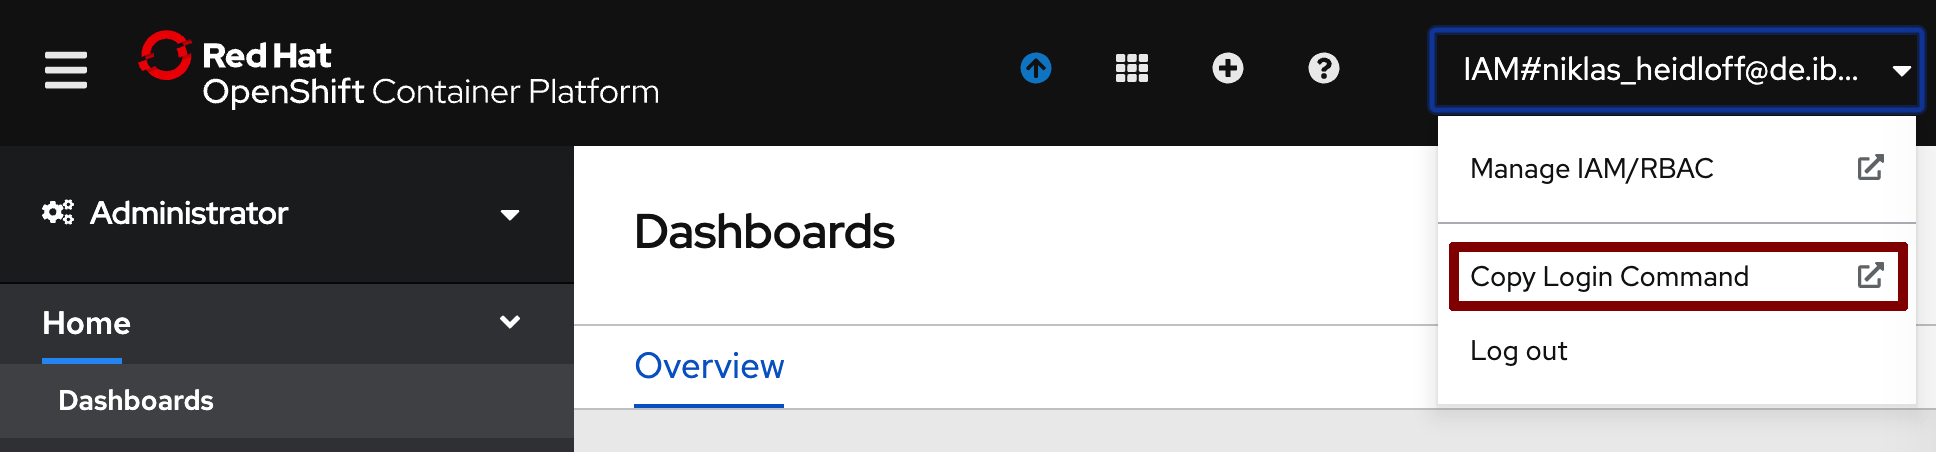 Red Hat
OpenShift Container Platform
IAM#niklas_heidloff@de.ib...
Manage IAM/RBAC
Copy Login Command
Log out
Administrator
Home
Dashboards
Dashboards
Overview